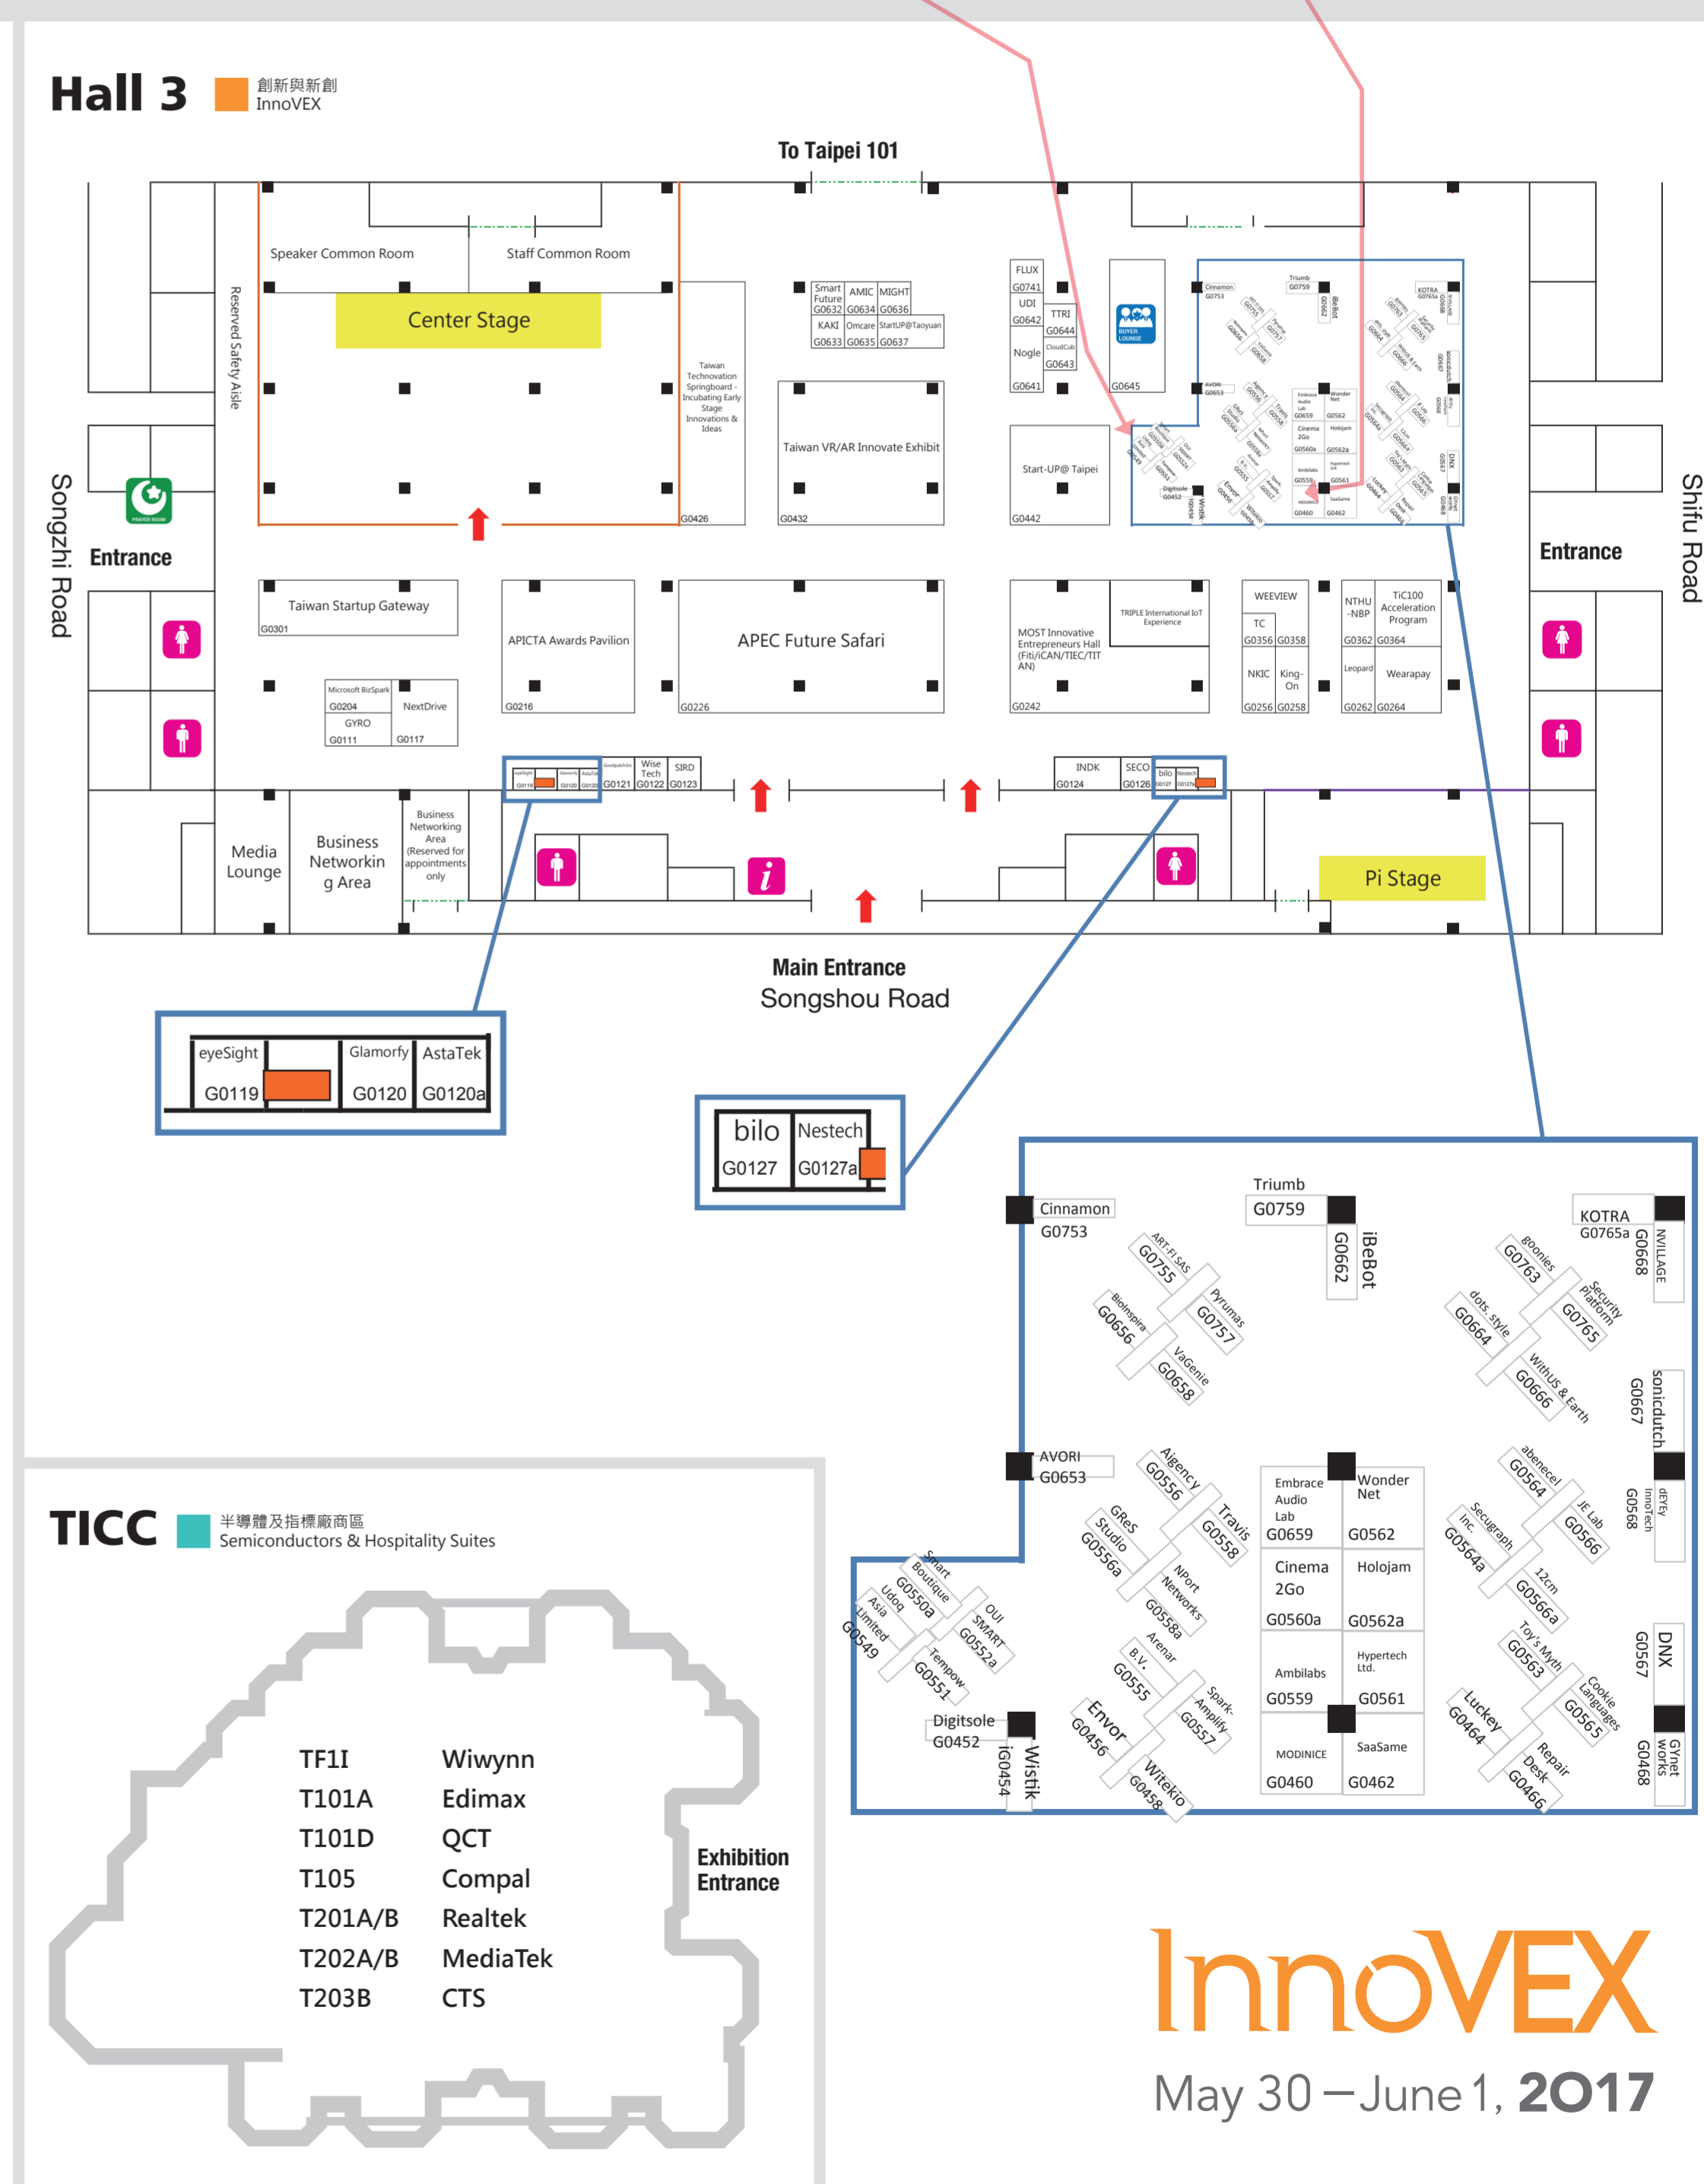 Hall 3
創新與新創
InnoVEX
To Taipei 101
Speaker Common Room
Staff Common Room
Center Stage
Reserved Safety Aisle
Taiwan
Technovation
Springboard -
Incubating Early
Stage
Innovations &
Ideas
G0426
Smart
Future
G0632
AMIC
G0634
MIGHT
G0636
KAKI
G0633
Omcare
G0635
StartUP@Taoyuan
G0637
Taiwan VR/AR Innovate Exhibit
G0432
FLUX
G0741
UDI
G0642
TTRI
G0644
Nogle
G0641
CloudCub
G0643
BUYER
LOUNGE
G0645
Start-UP@ Taipei
G0442
PRAYER ROOM
Songzhi Road
Entrance
Shifu Road
Entrance
Taiwan Startup Gateway
G0301
APICTA Awards Pavilion
G0216
APEC Future Safari
G0226
MOST Innovative
Entrepreneurs Hall
(Fiti/iCAN/TIEC/TIT
AN)
G0242
TRIPLE International IoT
Experience
WEEVIEW
TC
G0356
G0358
NKIC
G0256
King-
On
G0258
NTHU
-NBP
G0362
TiC100
Acceleration
Program
G0364
Leopard
G0262
Wearapay
G0264
Microsoft BizSpark
G0204
GYRO
G0111
NextDrive
G0117
G0121
Wise
Tech
G0122
SIRD
G0123
INDK
G0124
SECO
G0126
bilo
G0127
Nestech
G0127a
Media
Lounge
Business
Networkin
g Area
Business
Networking
Area
(Reserved for
appointments
only
i
Pi Stage
Main Entrance
Songshou Road
eyeSight
G0119
Glamorfy
G0120
AstaTek
G0120a
bilo
G0127
Nestech
G0127a
Cinnamon
G0753
Triumb
G0759
iBeBot
G0662
KOTRA
G0765a
NVILLAGE
G0668
ART-FI SAS
G0755
Pyrumas
G0757
BioInspira
G0656
VaGenie
G0658
goonies
G0763
Security
Platform
G0765
dots. style
G0664
WithUS & Earth
G0666
sonicdutch
G0667
AVORI
G0653
Aigency
G0556
Travis
G0558
GReS
Studio
G0556a
NPort
Networks
G0558a
Embrace
Audio
Lab
G0659
Wonder
Net
G0562
Cinema
2Go
G0560a
Holojam
G0562a
Ambilabs
G0559
Hypertech
Ltd.
G0561
MODINICE
G0460
SaaSame
G0462
abenecel
G0564
JE Lab
G0566
Secugraph
Inc.
G0564a
12cm
G0566a
dEYEy
InnoTech
G0568
Smart
Boutique
G0550a
Asia
Udoq
Limited
G0549
OUI
SMART
G0552a
Tempow
G0551
Digitsole
G0452
Wistik
iG0454
Arenar
B.V.
G0555
Spark-
Amplify
G0557
Envor
G0456
Witekio
G0458
Toy's Myth
G0563
Cookie
Languages
G0565
Luckey
G0464
Repair
Desk
G0466
DNX
G0567
GYnet
works
G0468
TICC
半導體及指標廠商區
Semiconductors & Hospitality Suites
TF1I Wiwynn
T101A Edimax
T101D QCT
T105 Compal
T201A/B Realtek
T202A/B MediaTek
T203B CTS
Exhibition
Entrance
InnoVEX
May 30 – June 1, 2017